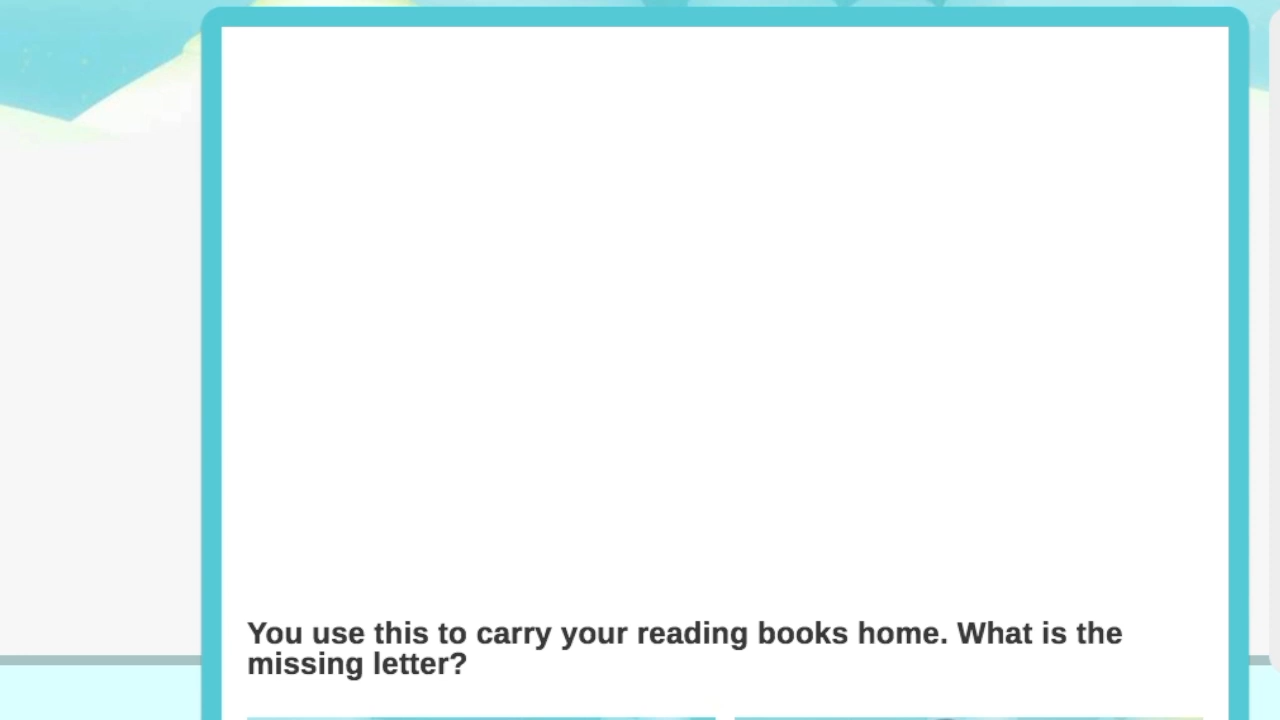 You use this to carry your reading books home. What is the
missing letter?